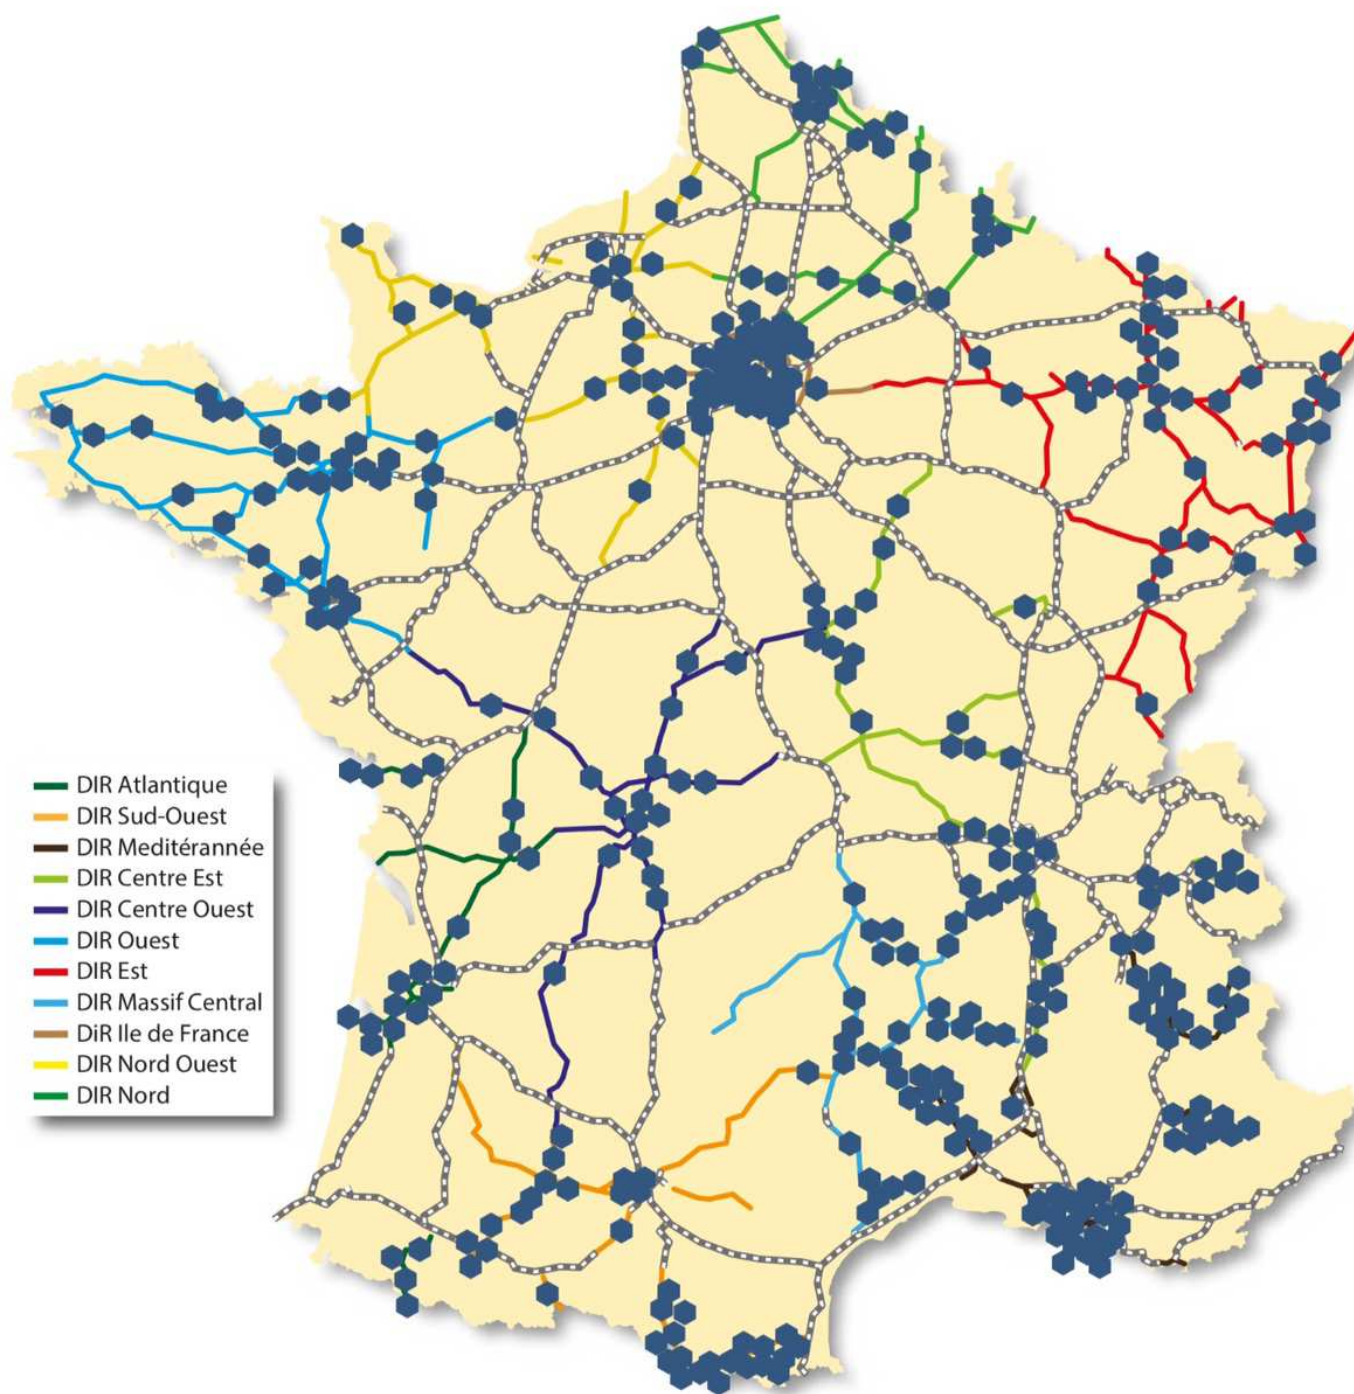 DIR Atlantique
DIR Sud-Ouest
DIR Meditérannée
DIR Centre Est
DIR Centre Ouest
DIR Ouest
DIR Est
DIR Massif Central
DiR Ile de France
DIR Nord Ouest
DIR Nord